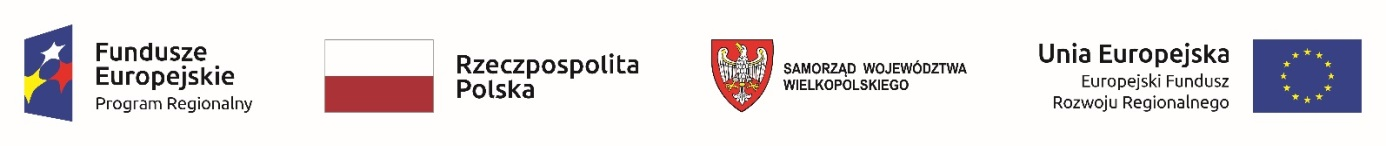 Fundusze
Europejskie
Program Regionalny
Rzeczpospolita
Polska
SAMORZĄD WOJEWÓDZTWA
WIELKOPOLSKIEGO
Unia Europejska
Europejski Fundusz
Rozwoju Regionalnego